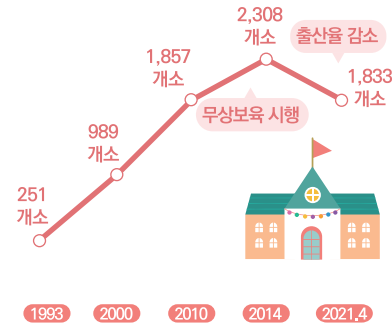 2,308
개소
출산율 감소
1,857
개소
1,833
개소
무상보육 시행
989
개소
251
개소
1993
2000
2010
2014
2021.4